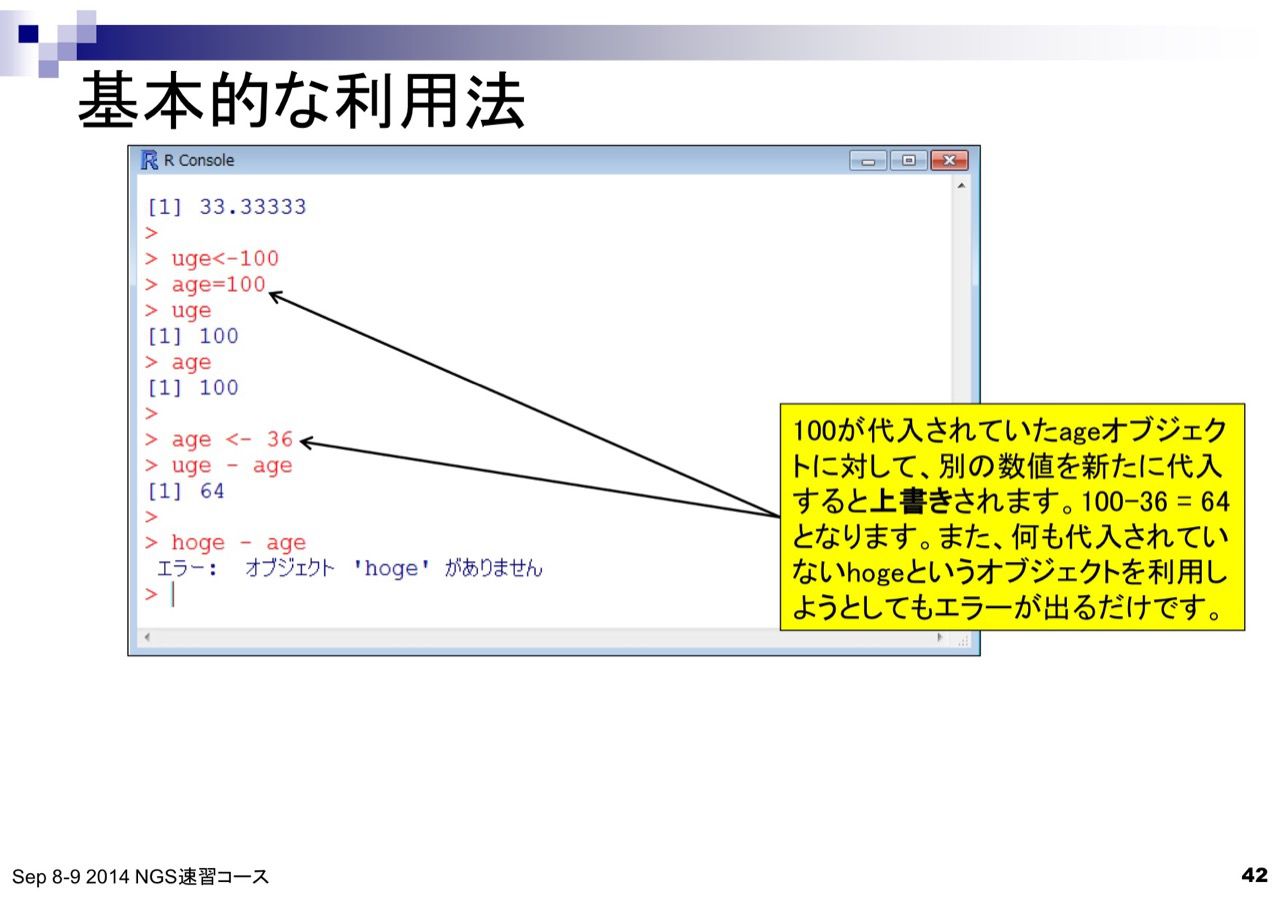 基本的な利用法
R Console
[1] 33.33333
>
> uge<-100
> age=100
> uge
[1] 100
> age
[1] 100
>
> age <- 36
> uge - age
[1] 64
>
> hoge - age
エラー: オブジェクト 'hoge' がありません
>
100が代入されていたageオブジェク
トに対して、別の数値を新たに代入
すると上書きされます。100-36 = 64
となります。また、何も代入されてい
ないhogeというオブジェクトを利用し
ようとしてもエラーが出るだけです。
Sep 8-9 2014 NGS速習コース
42